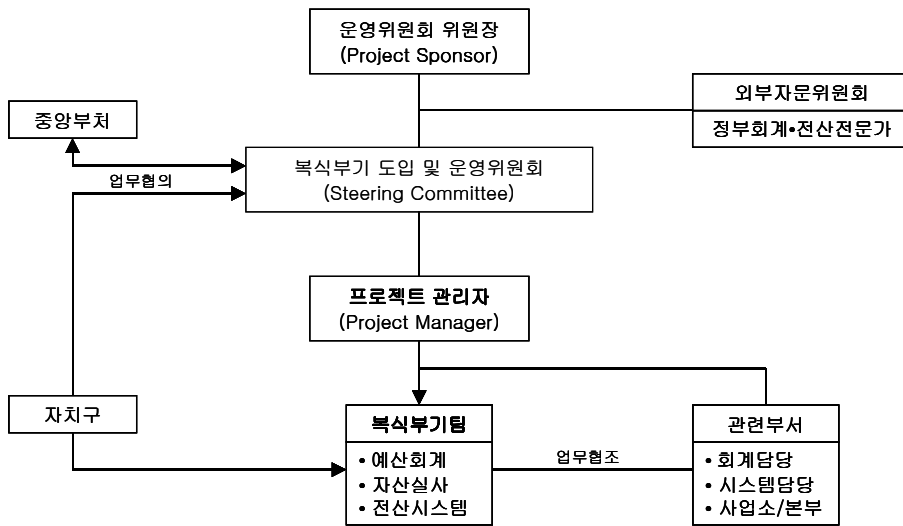 운영위원회 위원장
(Project Sponsor)
외부자문위원회
정부회계•전산전문가
중앙부처
복식부기 도입 및 운영위원회
(Steering Committee)
업무협의
프로젝트 관리자
(Project Manager)
자치구
복식부기팀
• 예산회계
• 자산실사
• 전산시스템
업무협조
관련부서
• 회계담당
• 시스템담당
• 사업소/본부